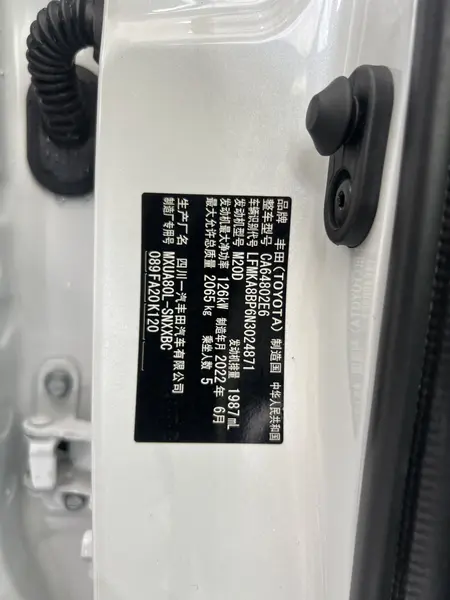 品牌 丰田(TOYOTA) 制造国 中华人民共和国
整车型号 CA64802E6
车辆识别代号 LFMKA8BP6N3024871
发动机型号 M20D 发动机排量 1987mL
发动机最大净功率 126kW 制造年月 2022年 6月
最大允许总质量 2065kg 乘坐人数 5
生产厂名 四川一汽丰田汽车有限公司
制造厂专用号 MXUA80L-SNXXBC
089FA20K120